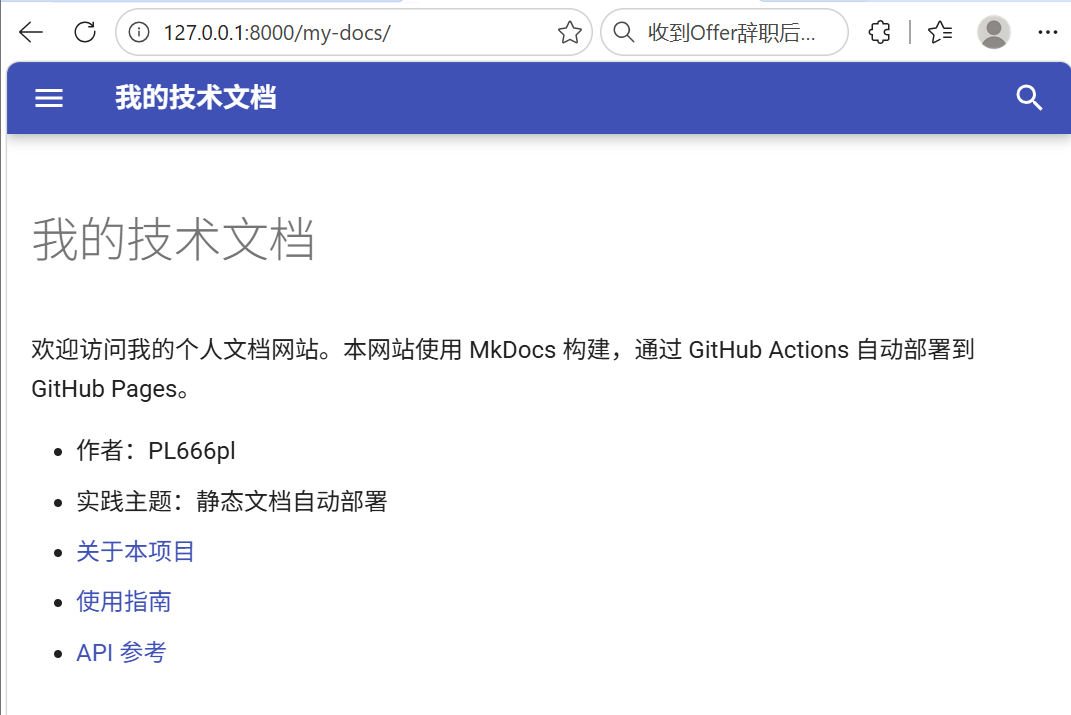 127.0.0.1:8000/my-docs/
收到Offer辞职后...
我的技术文档
我的技术文档
欢迎访问我的个人文档网站。本网站使用 MkDocs 构建，通过 GitHub Actions 自动部署到
GitHub Pages。
作者：PL666pl
实践主题：静态文档自动部署
关于本项目
使用指南
API 参考